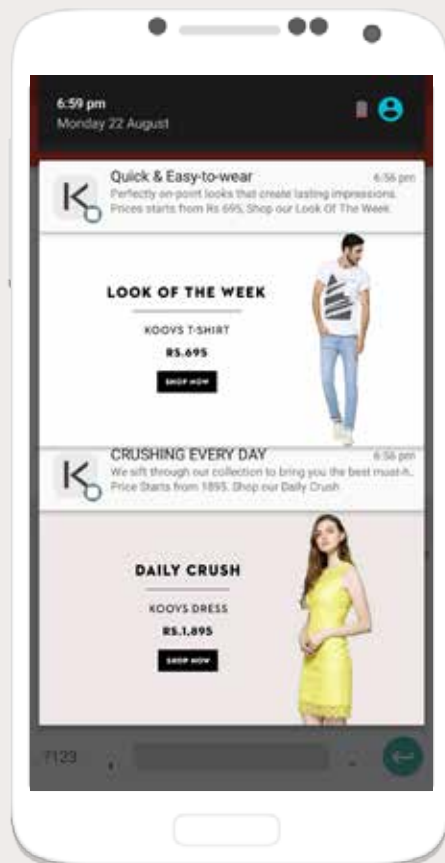 6:59 pm
Monday 22 August
Quick & Easy-to-wear 6:56 pm
Perfectly on-point looks that create lasting impressions.
Prices starts from Rs 695. Shop our Look Of The Week
LOOK OF THE WEEK
KOOVS T-SHIRT
RS.695
SHOP NOW
CRUSHING EVERY DAY 6:56 pm
We sift through our collection to bring you the best must-h..
Price Starts from 1895. Shop our Daily Crush
DAILY CRUSH
KOOVS DRESS
RS.1,895
SHOP NOW
?123 , .